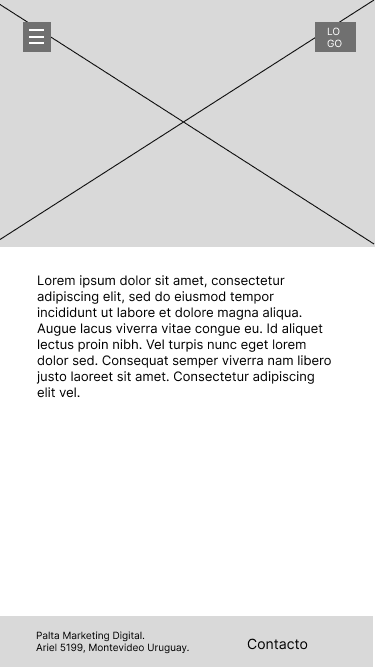 LO
GO
Lorem ipsum dolor sit amet, consectetur
adipiscing elit, sed do eiusmod tempor
incididunt ut labore et dolore magna aliqua.
Augue lacus viverra vitae congue eu. Id aliquet
lectus proin nibh. Vel turpis nunc eget lorem
dolor sed. Consequat semper viverra nam libero
justo laoreet sit amet. Consectetur adipiscing
elit vel.
Palta Marketing Digital.
Ariel 5199, Montevideo Uruguay.
Contacto